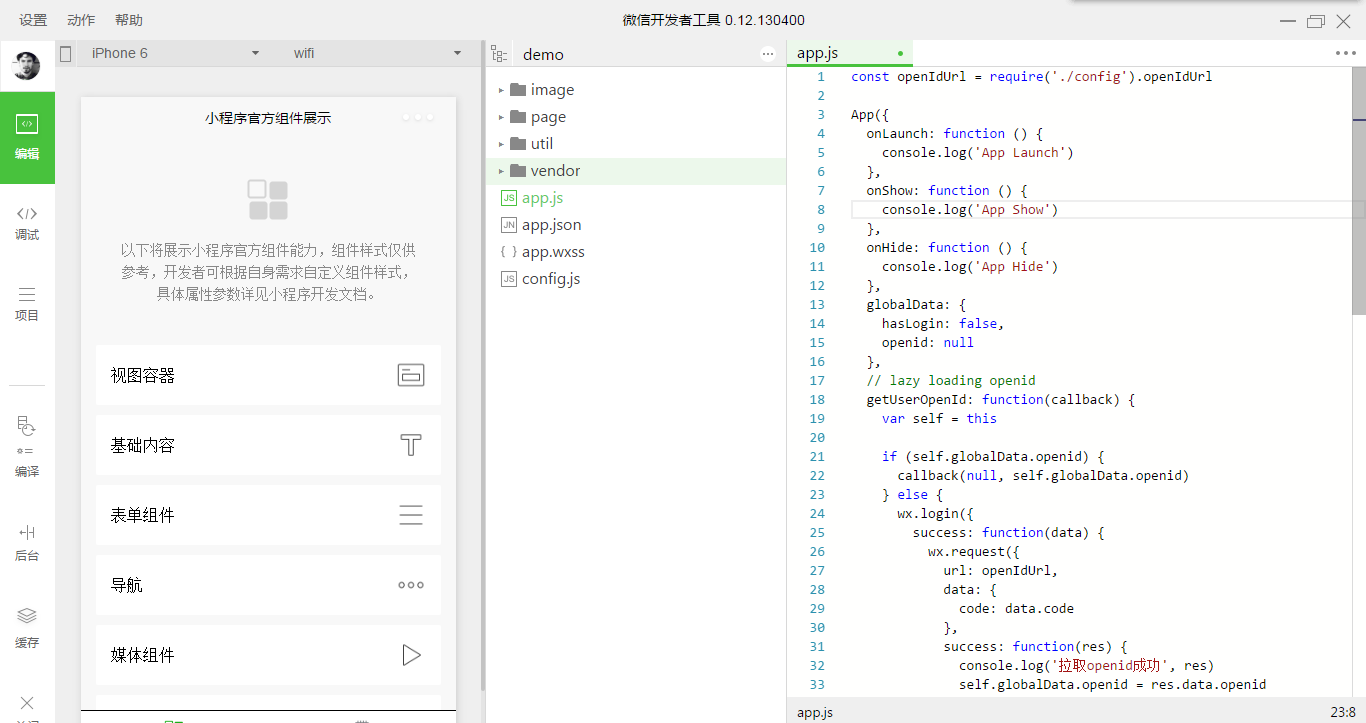 设置 动作 帮助
微信开发者工具 0.12.130400
iPhone 6
wifi
编辑
调试
项目
编译
后台
缓存
小程序官方组件展示
以下将展示小程序官方组件能力，组件样式仅供
参考，开发者可根据自身需求自定义组件样式，
具体属性参数详见小程序开发文档。
视图容器
基础内容
表单组件
导航
媒体组件
demo
image
page
util
vendor
JS app.js
JN app.json
{ } app.wxss
JS config.js
app.js
1 const openIdUrl = require('./config').openIdUrl
2
3 App({
4 onLaunch: function () {
5 console.log('App Launch')
6 },
7 onShow: function () {
8 console.log('App Show')
9 },
10 onHide: function () {
11 console.log('App Hide')
12 },
13 globalData: {
14 hasLogin: false,
15 openid: null
16 },
17 // lazy loading openid
18 getUserOpenId: function(callback) {
19 var self = this
20
21 if (self.globalData.openid) {
22 callback(null, self.globalData.openid)
23 } else {
24 wx.login({
25 success: function(data) {
26 wx.request({
27 url: openIdUrl,
28 data: {
29 code: data.code
30 },
31 success: function(res) {
32 console.log('拉取openid成功', res)
33 self.globalData.openid = res.data.openid
app.js
23:8